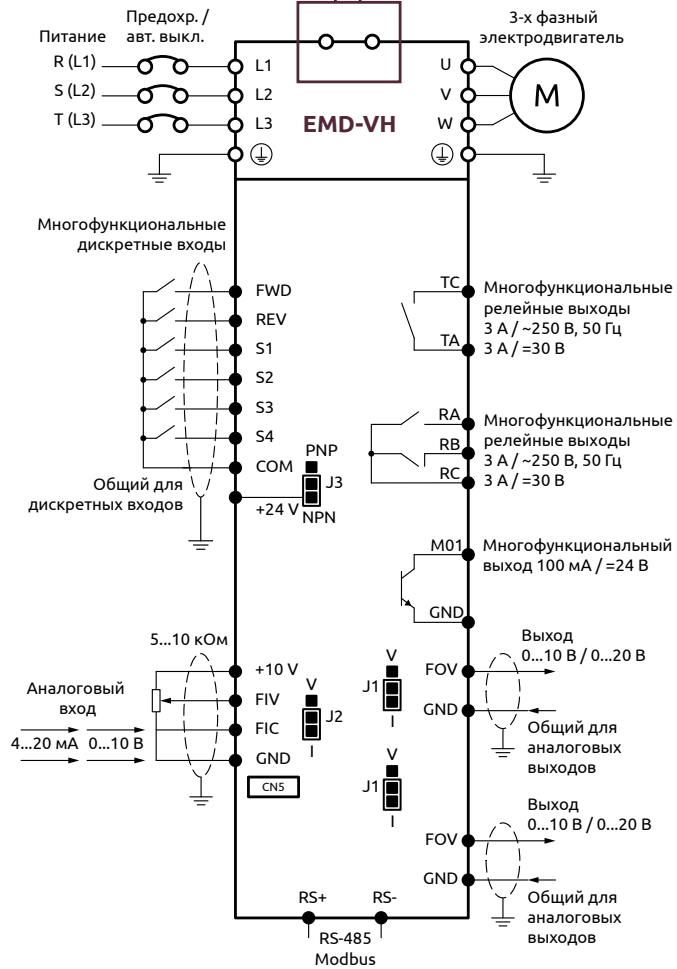 Питание
Предохр. /
авт. выкл.
3-х фазный
электродвигатель
R (L1)
S (L2)
T (L3)
L1
L2
L3
EMD-VH
U
V
W
M
Многофункциональные
дискретные входы
FWD
REV
S1
S2
S3
S4
COM
+24 V
Общий для
дискретных входов
PNP
J3
NPN
TC
TA
Многофункциональные
релейные выходы
3 А / ~250 В, 50 Гц
3 А / =30 В
RA
RB
RC
Многофункциональные
релейные выходы
3 А / ~250 В, 50 Гц
3 А / =30 В
M01
GND
Многофункциональный
выход 100 мА / =24 В
5...10 кОм
Аналоговый
вход
4...20 мА
0...10 В
+10 V
FIV
FIC
GND
CN5
V
J2
I
V
J1
I
FOV
GND
Выход
0...10 В / 0...20 В
Общий для
аналоговых
выходов
V
J1
I
FOV
GND
Выход
0...10 В / 0...20 В
Общий для
аналоговых
выходов
RS+
RS-
RS-485
Modbus